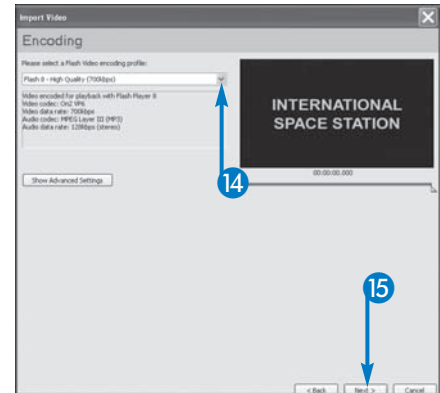 Import Video
Encoding
Please select a Flash Video encoding profile:
Flash 8 - High Quality (700kbps)
Video encoded for playback with Flash Player 8
Video codec: On2 VP6
Video data rate: 700kbps
Audio codec: MPEG Layer III (MP3)
Audio data rate: 128kbps (stereo)
INTERNATIONAL
SPACE STATION
00:00:00.000
Show Advanced Settings
14
15
< Back
Next >
Cancel